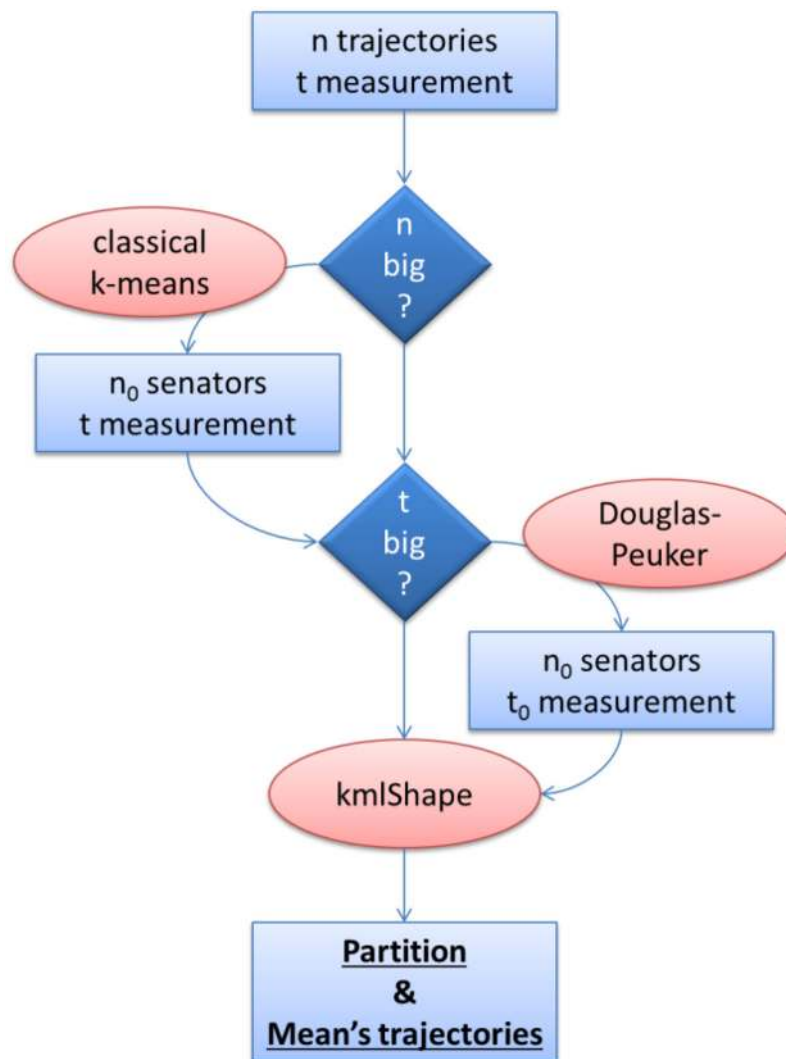 n trajectories
t measurement
n
big
?
classical
k-means
n₀ senators
t measurement
t
big
?
Douglas-
Peuker
n₀ senators
t₀ measurement
kmlShape
Partition
&
Mean’s trajectories